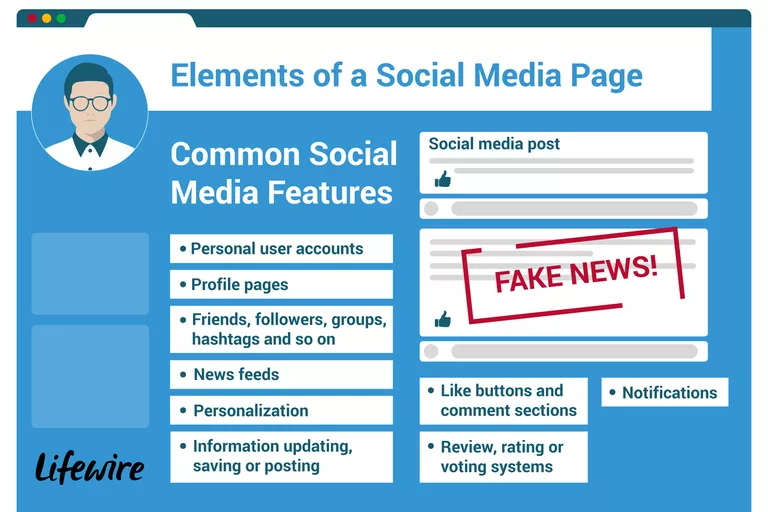 Elements of a Social Media Page
Common Social
Media Features
• Personal user accounts
• Profile pages
• Friends, followers, groups,
hashtags and so on
• News feeds
• Personalization
• Information updating,
saving or posting
Social media post
FAKE NEWS!
• Like buttons and
comment sections
• Notifications
• Review, rating or
voting systems
Lifewire